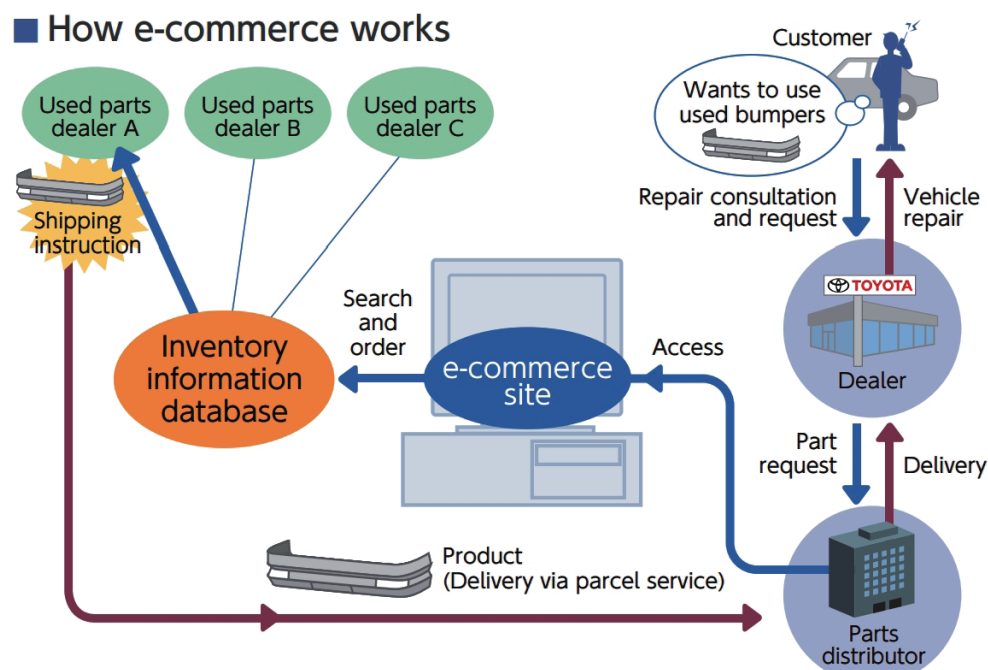 How e-commerce works
Customer
Used parts
dealer A
Used parts
dealer B
Used parts
dealer C
Wants to use
used bumpers
Shipping
instruction
Repair consultation
and request
Vehicle
repair
TOYOTA
Dealer
Search
and
order
Inventory
information
database
e-commerce
site
Access
Part
request
Delivery
Product
(Delivery via parcel service)
Parts
distributor